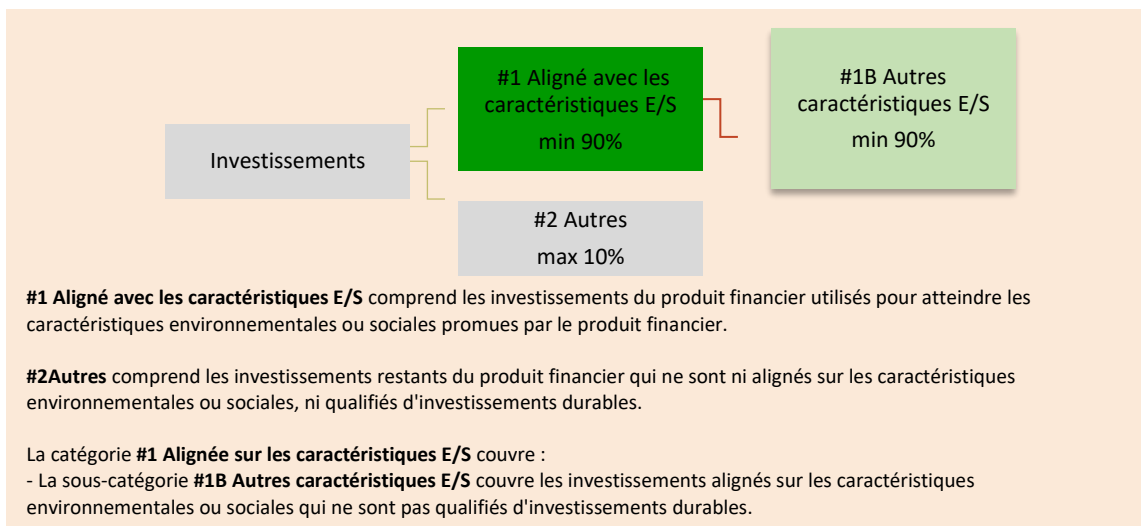 #1 Aligné avec les
caractéristiques E/S
min 90%
#1B Autres
caractéristiques E/S
min 90%
Investissements
#2 Autres
max 10%
#1 Aligné avec les caractéristiques E/S comprend les investissements du produit financier utilisés pour atteindre les
caractéristiques environnementales ou sociales promues par le produit financier.
#2Autres comprend les investissements restants du produit financier qui ne sont ni alignés sur les caractéristiques
environnementales ou sociales, ni qualifiés d'investissements durables.
La catégorie #1 Alignée sur les caractéristiques E/S couvre :
- La sous-catégorie #1B Autres caractéristiques E/S couvre les investissements alignés sur les caractéristiques
environnementales ou sociales qui ne sont pas qualifiés d'investissements durables.